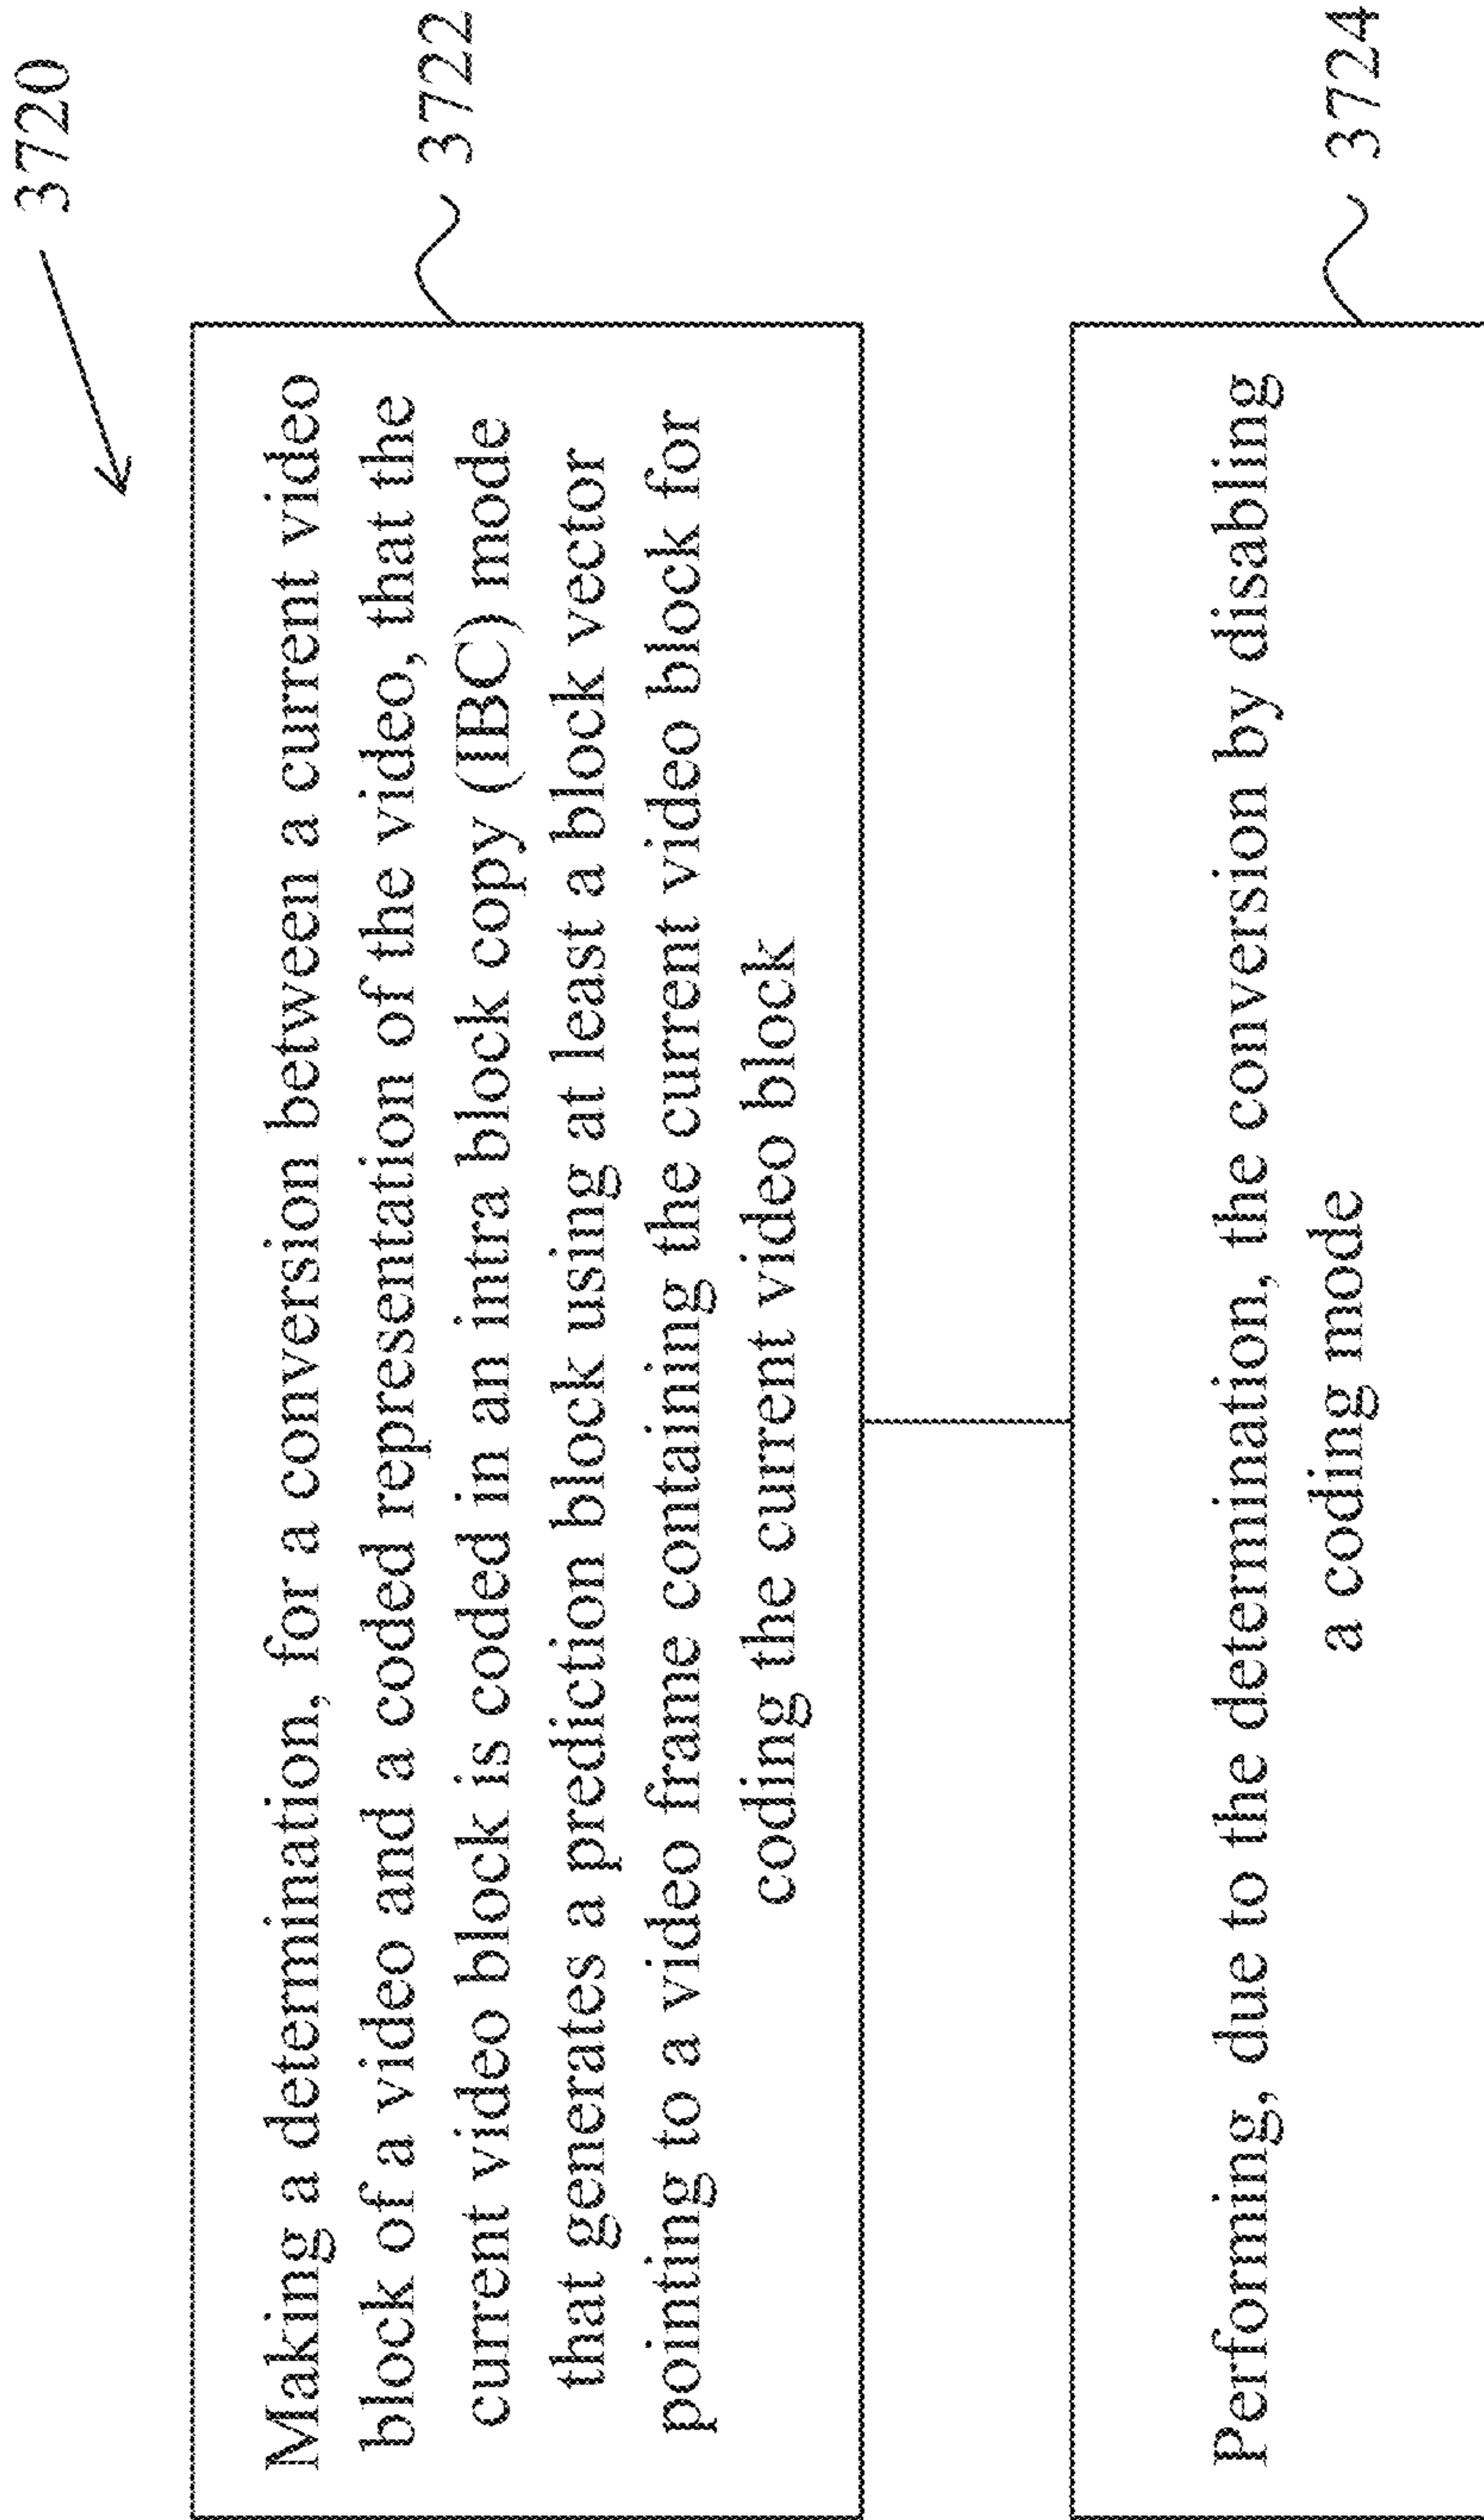 3720
Making a determination, for a conversion between a current video
block of a video and a coded representation of the video, that the
current video block is coded in an intra block copy (IBC) mode
that generates a prediction block using at least a block vector
pointing to a video frame containing the current video block for
coding the current video block
3722
Performing, due to the determination, the conversion by disabling
a coding mode
3724